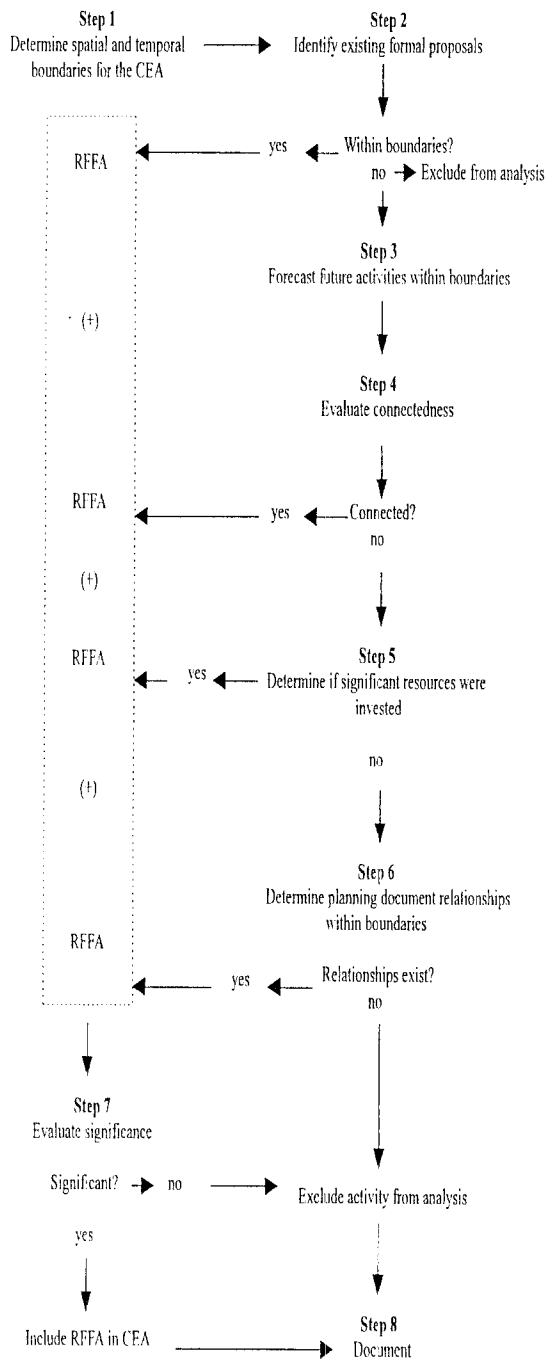 Step 1
Determine spatial and temporal
boundaries for the CEA
Step 2
Identify existing formal proposals
Within boundaries?
yes
RFFA
no
Exclude from analysis
Step 3
Forecast future activities within boundaries
(+)
Step 4
Evaluate connectedness
RFFA
yes
Connected?
no
(+)
RFFA
yes
Step 5
Determine if significant resources were
invested
no
(+)
Step 6
Determine planning document relationships
within boundaries
RFFA
yes
Relationships exist?
no
Step 7
Evaluate significance
Significant?
no
Exclude activity from analysis
yes
Include RFFA in CEA
Step 8
Document